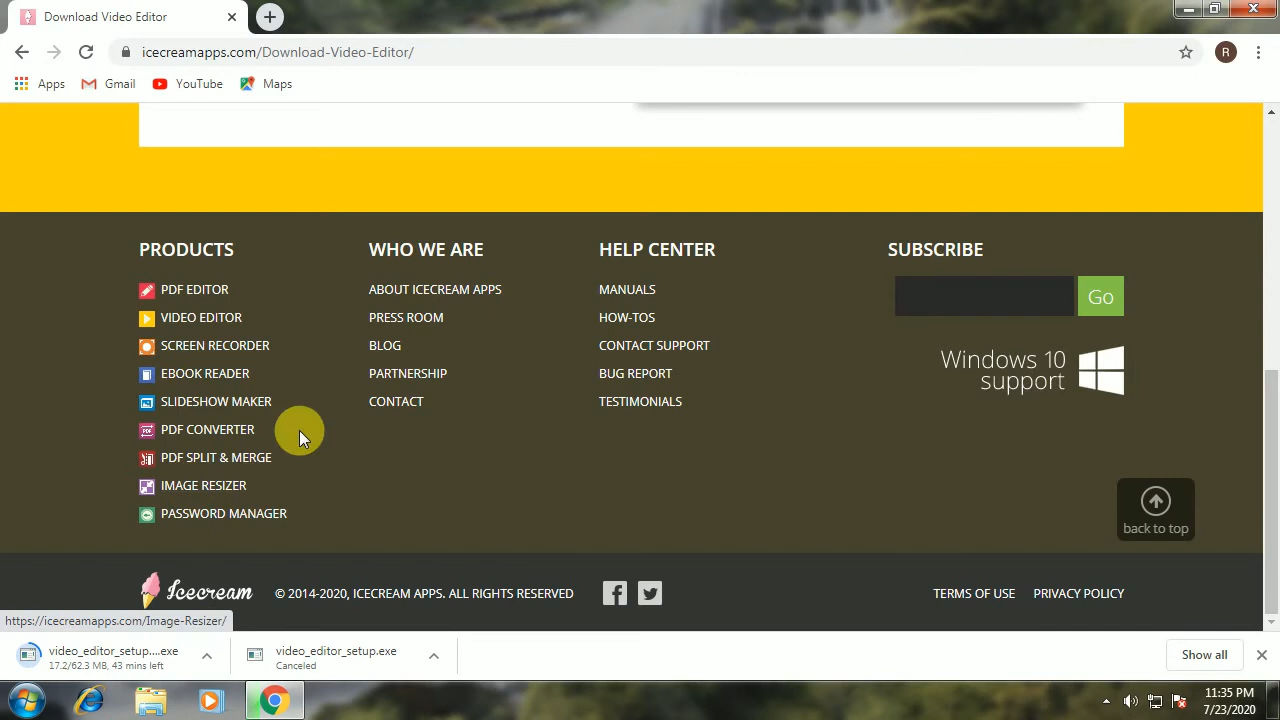 Download Video Editor
icecreamapps.com/Download-Video-Editor/
R
Apps Gmail YouTube Maps
PRODUCTS
PDF EDITOR
VIDEO EDITOR
SCREEN RECORDER
EBOOK READER
SLIDESHOW MAKER
PDF CONVERTER
PDF SPLIT & MERGE
IMAGE RESIZER
PASSWORD MANAGER
WHO WE ARE
ABOUT ICECREAM APPS
PRESS ROOM
BLOG
PARTNERSHIP
CONTACT
HELP CENTER
MANUALS
HOW-TOS
CONTACT SUPPORT
BUG REPORT
TESTIMONIALS
SUBSCRIBE
Go
Windows 10
support
back to top
Icecream
© 2014-2020, ICECREAM APPS. ALL RIGHTS RESERVED
TERMS OF USE PRIVACY POLICY
https://icecreamapps.com/Image-Resizer/
video_editor_setup....exe
17.2/62.3 MB, 43 mins left
video_editor_setup.exe
Canceled
Show all
11:35 PM
7/23/2020